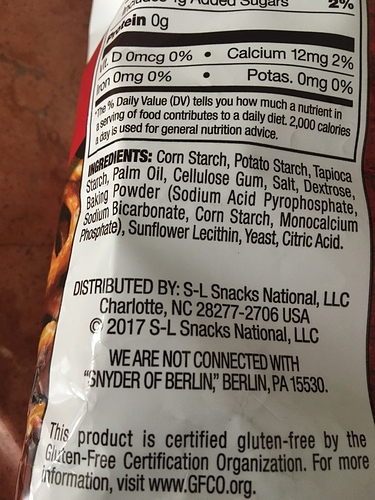 Includes 1g Added Sugars 2%
Protein 0g
Vit. D 0mcg 0% • Calcium 12mg 2%
Iron 0mg 0% • Potas. 0mg 0%
*The % Daily Value (DV) tells you how much a nutrient in
a serving of food contributes to a daily diet. 2,000 calories
a day is used for general nutrition advice.
INGREDIENTS: Corn Starch, Potato Starch, Tapioca
Starch, Palm Oil, Cellulose Gum, Salt, Dextrose,
Baking Powder (Sodium Acid Pyrophosphate,
Sodium Bicarbonate, Corn Starch, Monocalcium
Phosphate), Sunflower Lecithin, Yeast, Citric Acid.
DISTRIBUTED BY: S-L Snacks National, LLC
Charlotte, NC 28277-2706 USA
© 2017 S-L Snacks National, LLC
WE ARE NOT CONNECTED WITH
"SNYDER OF BERLIN," BERLIN, PA 15530.
This product is certified gluten-free by the
Gluten-Free Certification Organization. For more
information, visit www.GFCO.org.